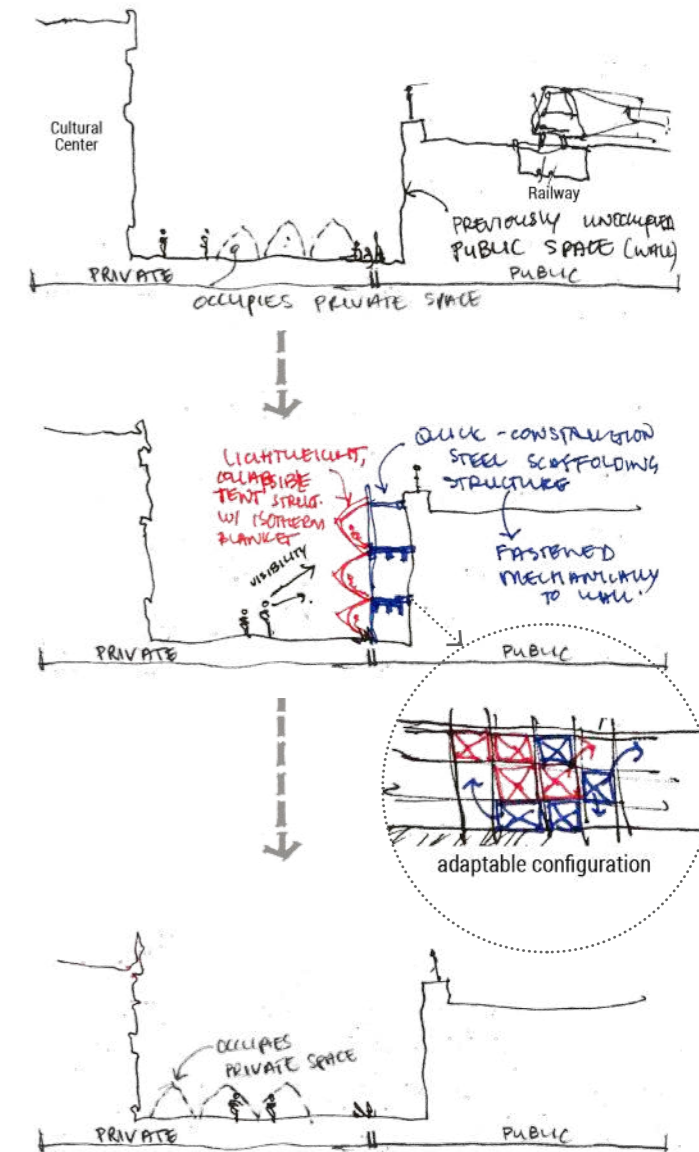 Cultural
Center
Railway
PREVIOUSLY UNOCCUPIED
PUBLIC SPACE (WALL)
PRIVATE
PUBLIC
OCCUPIES PRIVATE SPACE
LIGHTWEIGHT,
COLLAPSIBLE
TENT STRUCT.
W/ ISOTHERM
BLANKET
VISIBILITY
QUICK-CONSTRUCTION
STEEL SCAFFOLDING
STRUCTURE
FASTENED
MECHANICALLY
TO WALL.
PRIVATE
PUBLIC
adaptable configuration
OCCUPIES
PRIVATE SPACE
PRIVATE
PUBLIC